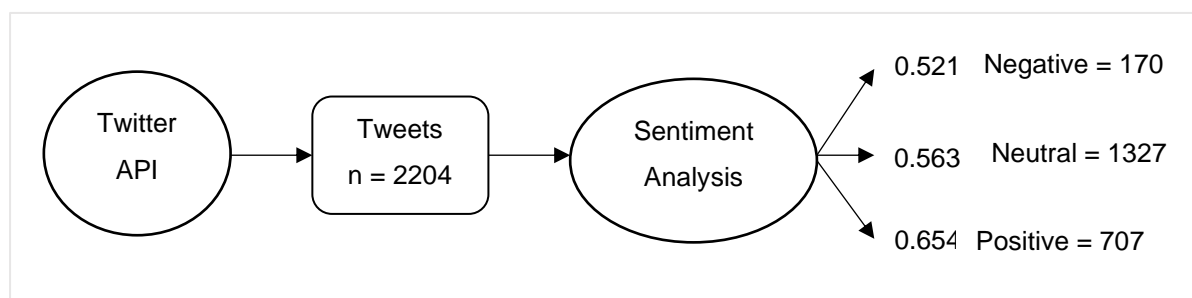 Twitter
API
Tweets
n = 2204
Sentiment
Analysis
0.521 Negative = 170
0.563 Neutral = 1327
0.654 Positive = 707